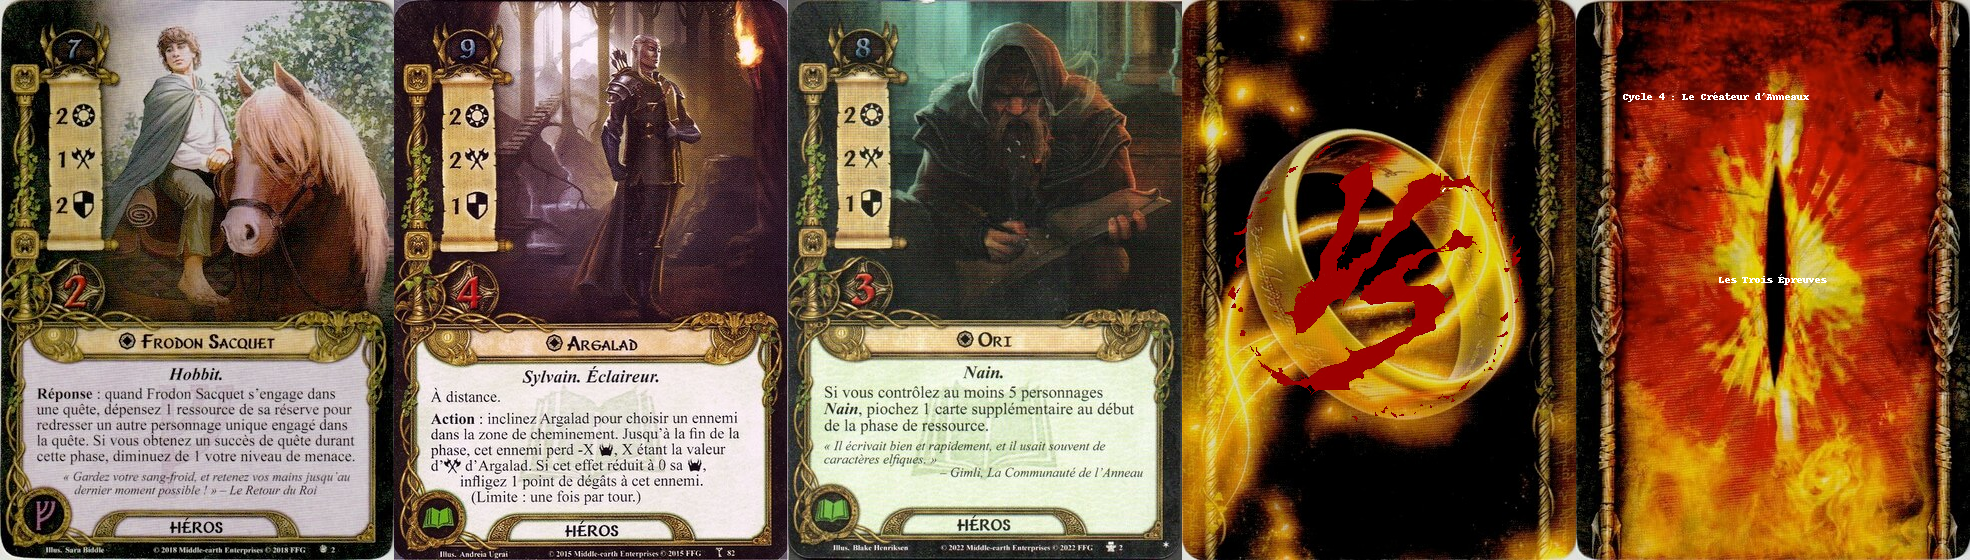 7
2
1
2
2
Frodon Sacquet
Hobbit.
Réponse : quand Frodon Sacquet s'engage dans
une quête, dépensez 1 ressource de sa réserve pour
redresser un autre personnage unique engagé dans
la quête. Si vous obtenez un succès de quête durant
cette phase, diminuez de 1 votre niveau de menace.
« Gardez votre sang-froid, et retenez vos mains jusqu'au
dernier moment possible ! » – Le Retour du Roi
HÉROS
Illus. Sara Biddle © 2018 Middle-earth Enterprises © 2018 FFG 2
9
2
2
1
4
Argalad
Sylvain. Éclaireur.
À distance.
Action : inclinez Argalad pour choisir un ennemi
dans la zone de cheminement. Jusqu'à la fin de la
phase, cet ennemi perd -X , X étant la valeur
d' d'Argalad. Si cet effet réduit à 0 sa ,
infligez 1 point de dégâts à cet ennemi.
(Limite : une fois par tour.)
HÉROS
Illus. Andreia Ugrai © 2015 Middle-earth Enterprises © 2015 FFG 82
8
2
2
1
3
Ori
Nain.
Si vous contrôlez au moins 5 personnages
Nain, piochez 1 carte supplémentaire au début
de la phase de ressource.
« Il écrivait bien et rapidement, et il usait souvent de
caractères elfiques. »
– Gimli, La Communauté de l'Anneau
HÉROS
Illus. Blake Henriksen © 2022 Middle-earth Enterprises © 2022 FFG 2
VS
Cycle 4 : Le Créateur d'Anneaux
Les Trois Épreuves